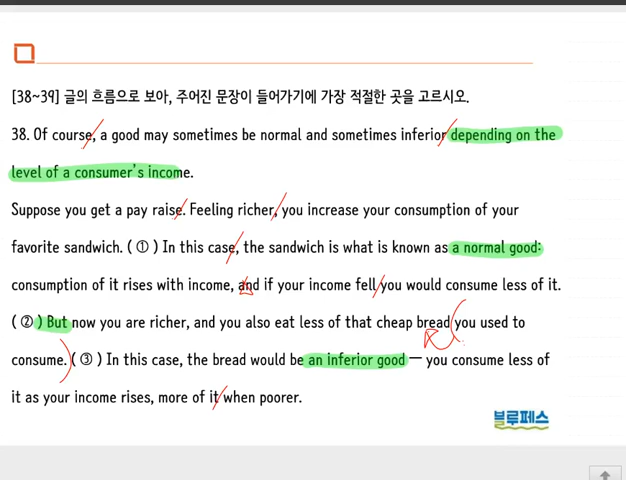 [38~39] 글의 흐름으로 보아, 주어진 문장이 들어가기에 가장 적절한 곳을 고르시오.
38. Of course, a good may sometimes be normal and sometimes inferior depending on the
level of a consumer's income.
Suppose you get a pay raise. Feeling richer, you increase your consumption of your
favorite sandwich. ( ① ) In this case, the sandwich is what is known as a normal good:
consumption of it rises with income, and if your income fell you would consume less of it.
( ② ) But now you are richer, and you also eat less of that cheap bread you used to
consume. ( ③ ) In this case, the bread would be an inferior good — you consume less of
it as your income rises, more of it when poorer.
블루페스